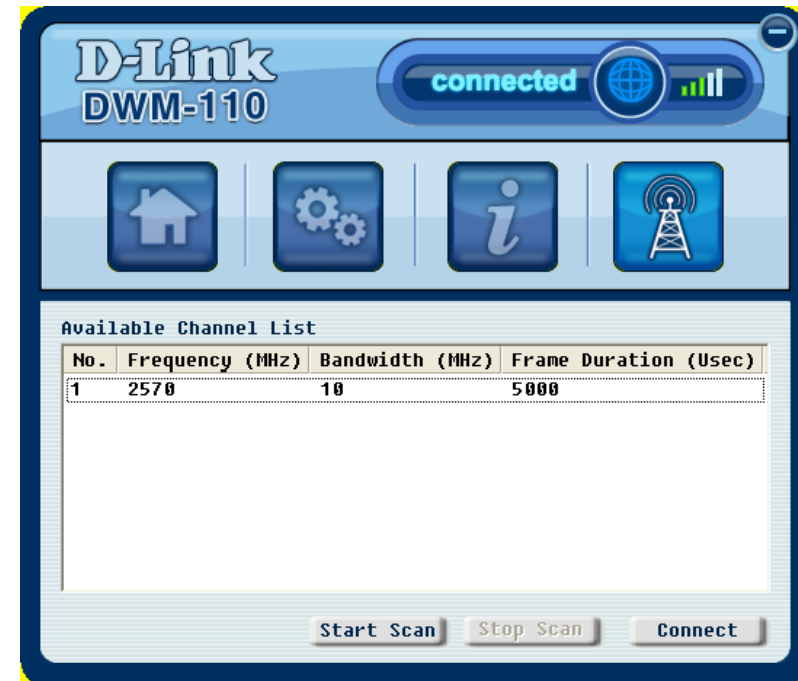 D-Link
DWM-110
connected
Available Channel List
No. Frequency (MHz) Bandwidth (MHz) Frame Duration (Usec)
1 2570 10 5000
Start Scan Stop Scan Connect